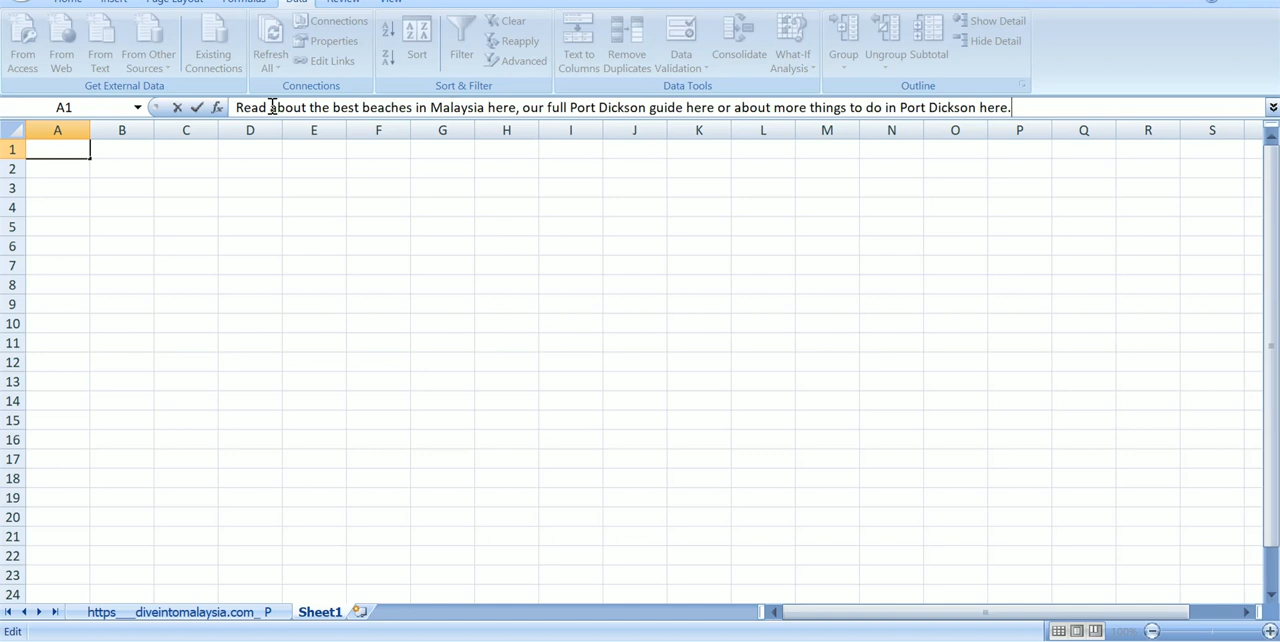 Home Insert Page Layout Formulas Data Review View
From Access From Web From Text From Other Sources Existing Connections
Get External Data
Refresh All Connections Properties Edit Links
Connections
Sort Filter Clear Reapply Advanced
Sort & Filter
Text to Columns Remove Duplicates Data Validation Consolidate What-If Analysis
Data Tools
Group Ungroup Subtotal Show Detail Hide Detail
Outline
A1 fx Read about the best beaches in Malaysia here, our full Port Dickson guide here or about more things to do in Port Dickson here.
A B C D E F G H I J K L M N O P Q R S
1
2
3
4
5
6
7
8
9
10
11
12
13
14
15
16
17
18
19
20
21
22
23
24
https___diveintomalaysia.com_ P Sheet1
Edit 100%